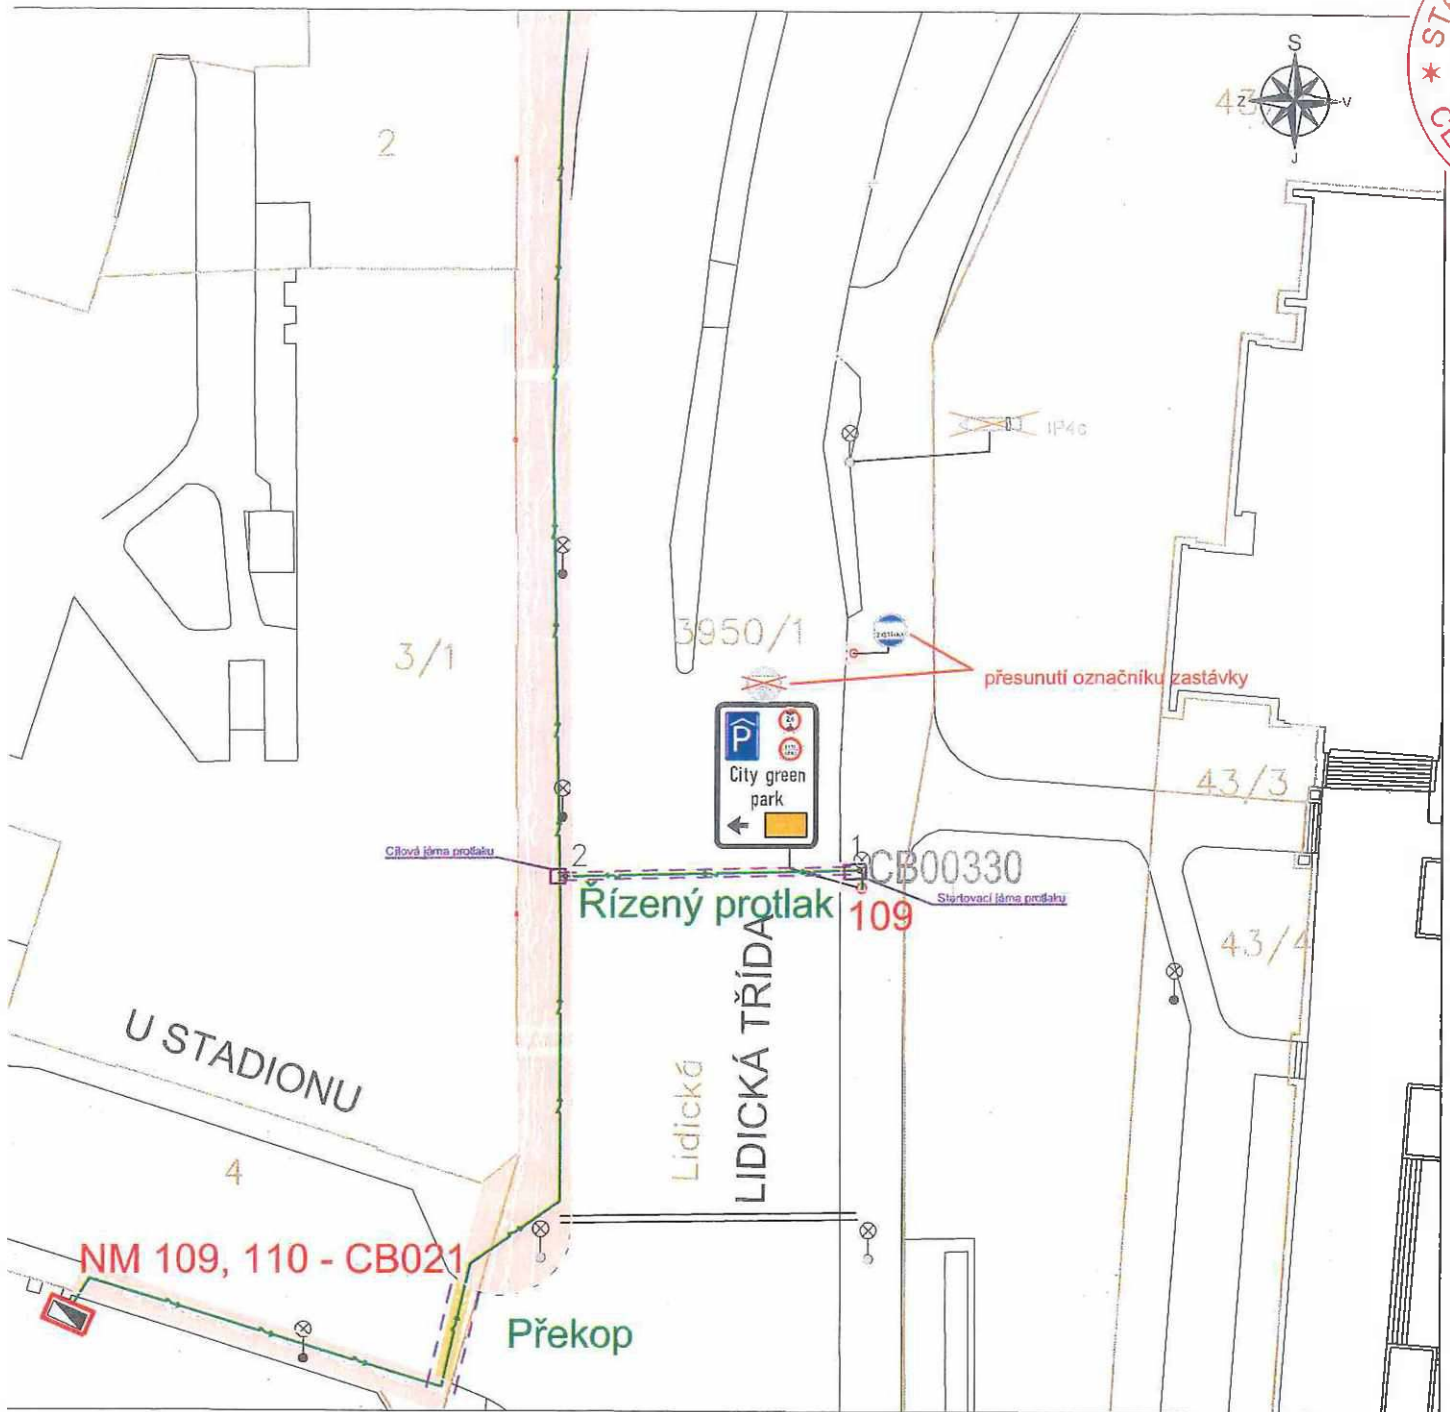 S
Z
V
J
2
IP4c
3950/1
3/1
ZASTÁVKA
přesunutí označníku zastávky
P
City green
park
43/3
Cílová jáma protlaku
2
1
CB00330
Řízený protlak
109
Startovací jáma protlaku
43/4
U STADIONU
Lidická
LIDICKÁ TŘÍDA
4
NM 109, 110 - CB021
Překop